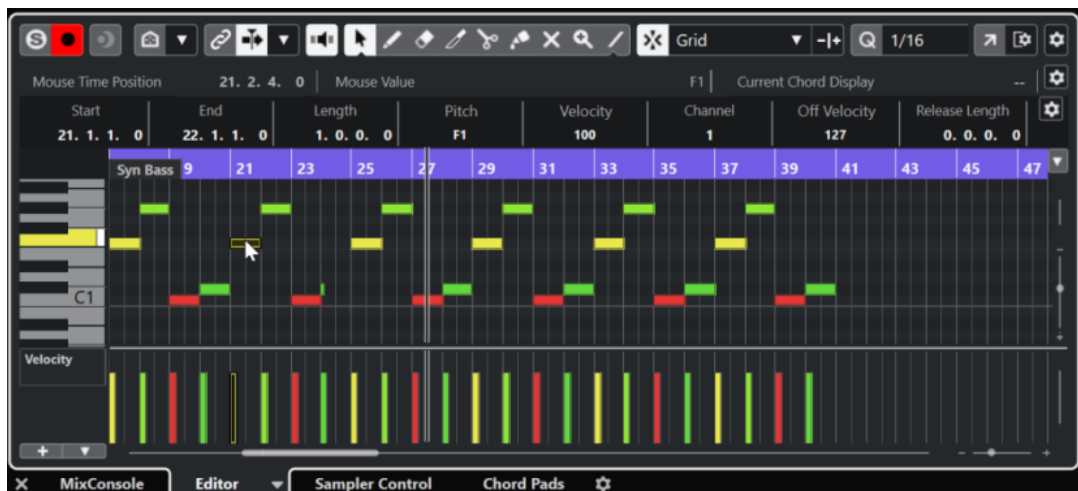 S Grid Q 1/16
Mouse Time Position 21. 2. 4. 0 Mouse Value F1 Current Chord Display --
Start End Length Pitch Velocity Channel Off Velocity Release Length
21. 1. 1. 0 22. 1. 1. 0 1. 0. 0. 0 F1 100 1 127 0. 0. 0. 0
Syn Bass 9 21 23 25 27 29 31 33 35 37 39 41 43 45 47
C1
Velocity
MixConsole Editor Sampler Control Chord Pads